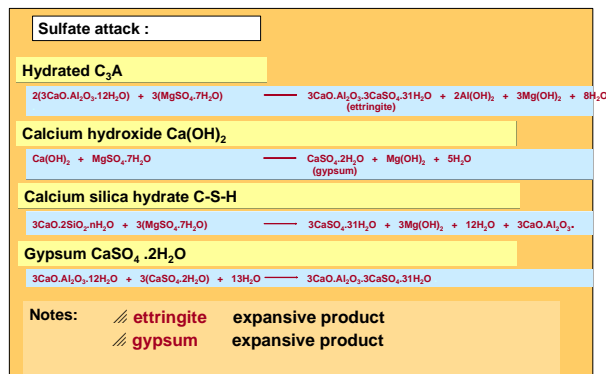 Sulfate attack :
Hydrated C₃A
2(3CaO.Al₂O₃.12H₂O) + 3(MgSO₄.7H₂O) —— 3CaO.Al₂O₃.3CaSO₄.31H₂O + 2Al(OH)₂ + 3Mg(OH)₂ + 8H₂O
(ettringite)
Calcium hydroxide Ca(OH)₂
Ca(OH)₂ + MgSO₄.7H₂O —— CaSO₄.2H₂O + Mg(OH)₂ + 5H₂O
(gypsum)
Calcium silica hydrate C-S-H
3CaO.2SiO₂.nH₂O + 3(MgSO₄.7H₂O) —— 3CaSO₄.31H₂O + 3Mg(OH)₂ + 12H₂O + 3CaO.Al₂O₃.
Gypsum CaSO₄ .2H₂O
3CaO.Al₂O₃.12H₂O + 3(CaSO₄.2H₂O) + 13H₂O ⟶ 3CaO.Al₂O₃.3CaSO₄.31H₂O
Notes: ettringite expansive product
gypsum expansive product